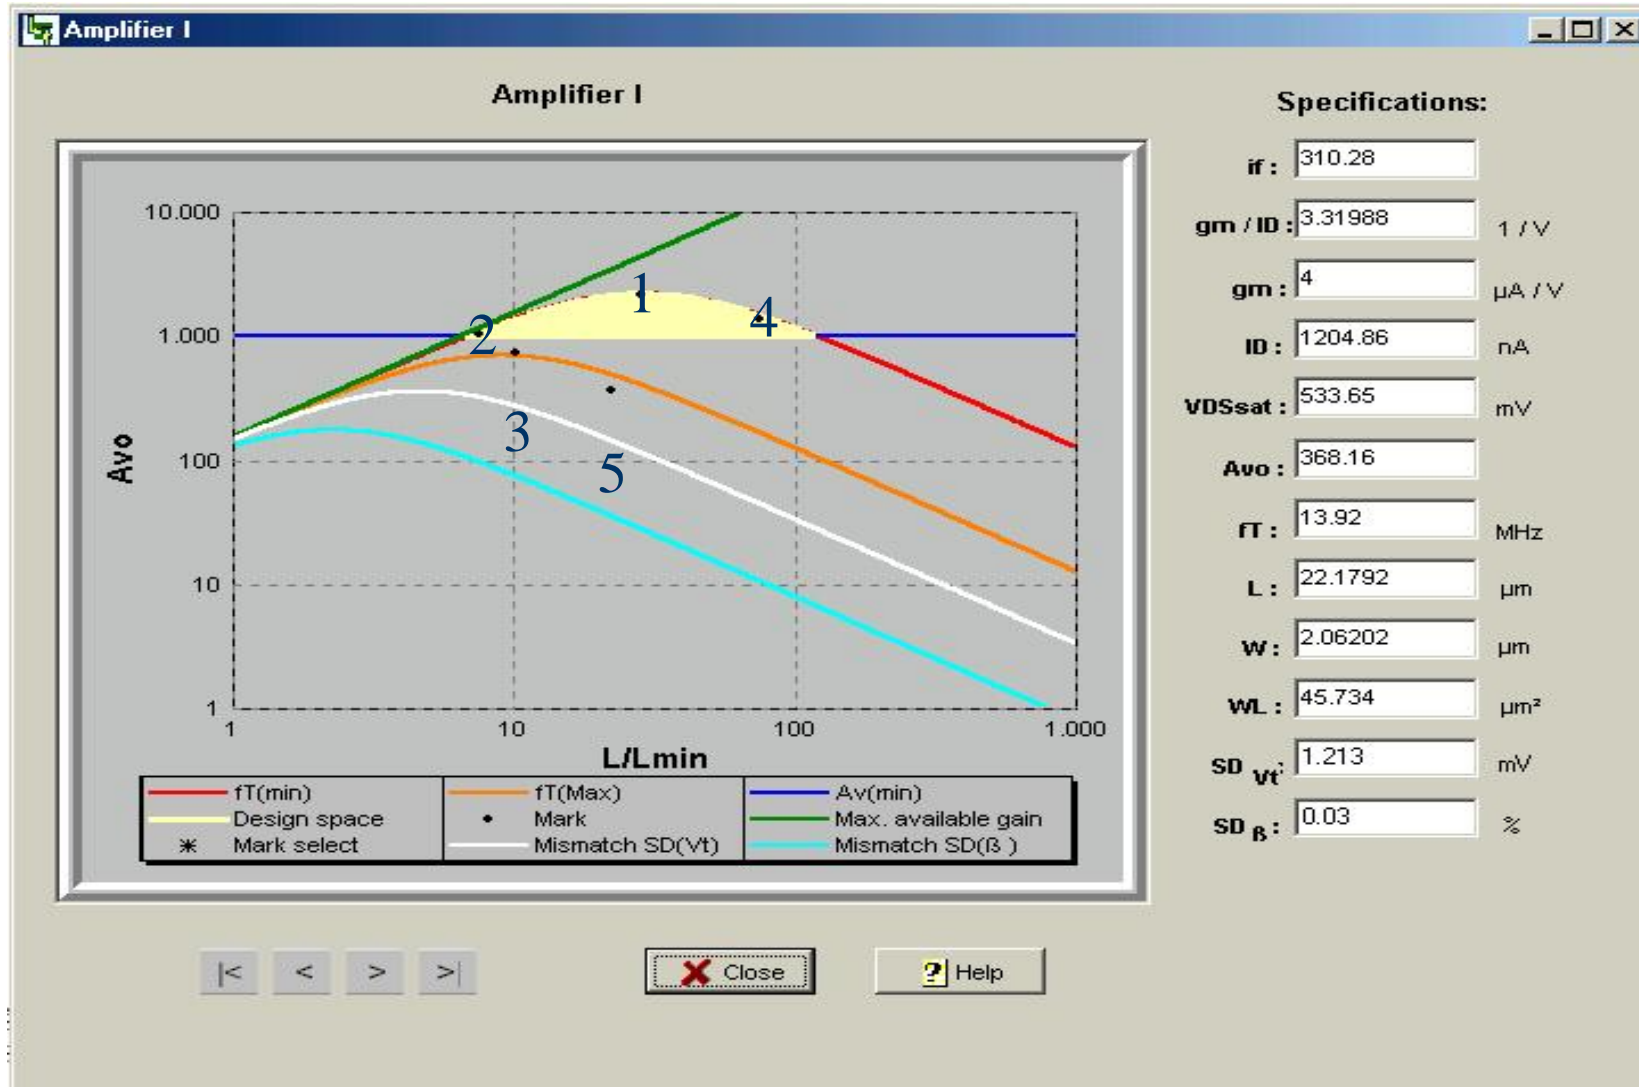 Amplifier I
Amplifier I
Avo
10.000
1.000
100
10
1
1
10
100
1.000
L/Lmin
1
2
4
3
5
fT(min)
fT(Max)
Av(min)
Design space
Mark
Max. available gain
Mark select
Mismatch SD(Vt)
Mismatch SD(ß )
Specifications:
if : 310.28
gm / ID : 3.31988 1 / V
gm : 4 µA / V
ID : 1204.86 nA
VDSsat : 533.65 mV
Avo : 368.16
fT : 13.92 MHz
L : 22.1792 µm
W : 2.06202 µm
WL : 45.734 µm²
SD Vt: 1.213 mV
SD ß : 0.03 %
|< < > >|
Close
? Help